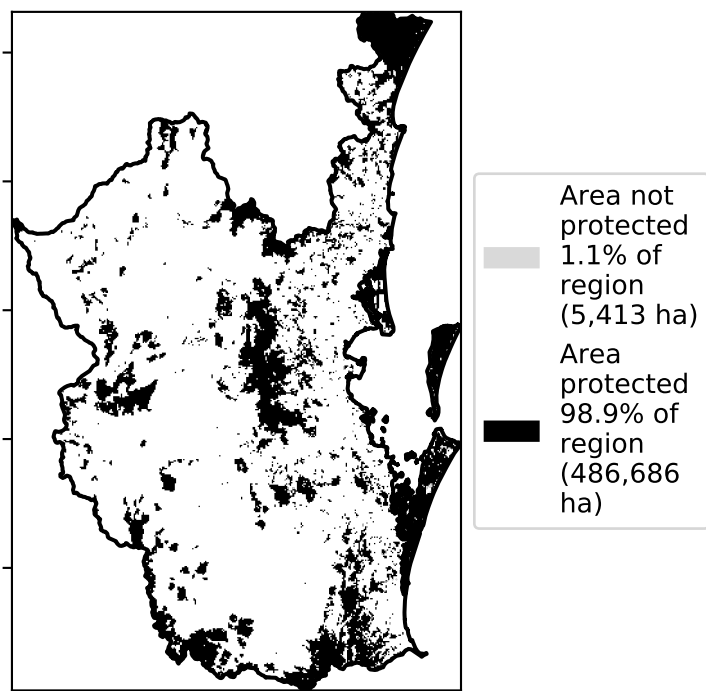 Area not
protected
1.1% of
region
(5,413 ha)
Area
protected
98.9% of
region
(486,686
ha)